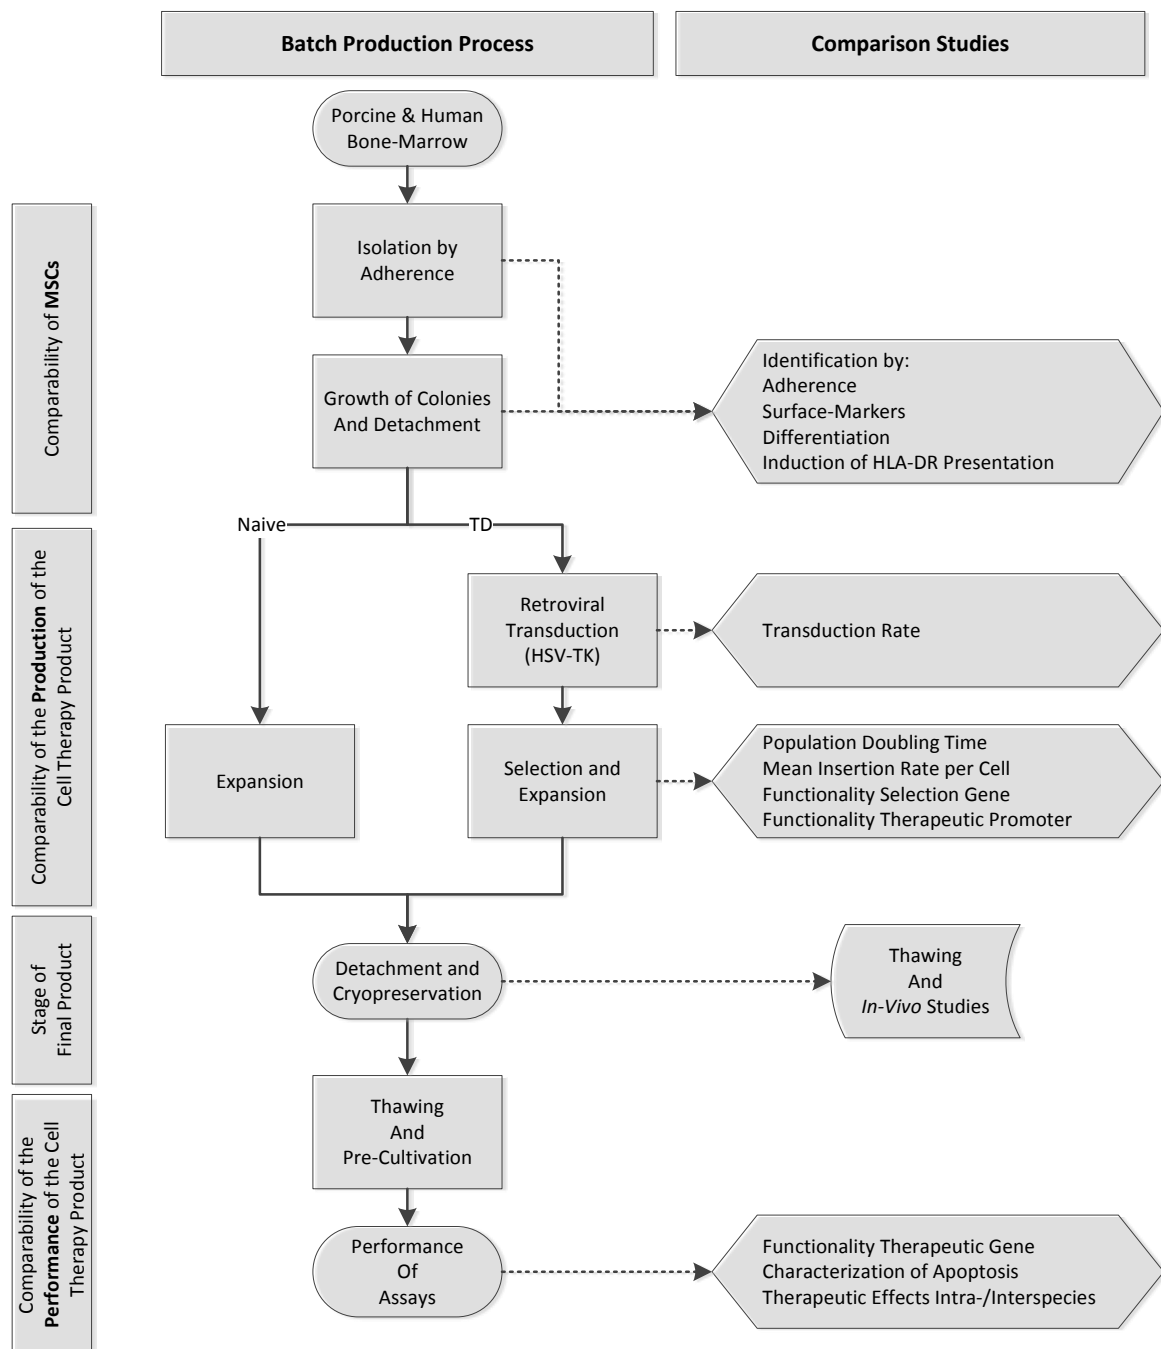 Batch Production Process
Comparison Studies
Porcine & Human
Bone-Marrow
Comparability of MSCs
Isolation by
Adherence
Growth of Colonies
And Detachment
Identification by:
Adherence
Surface-Markers
Differentiation
Induction of HLA-DR Presentation
Naive
TD
Comparability of the Production of the
Cell Therapy Product
Retroviral
Transduction
(HSV-TK)
Transduction Rate
Expansion
Selection and
Expansion
Population Doubling Time
Mean Insertion Rate per Cell
Functionality Selection Gene
Functionality Therapeutic Promoter
Stage of
Final Product
Detachment and
Cryopreservation
Thawing
And
In-Vivo Studies
Comparability of the
Performance of the Cell
Therapy Product
Thawing
And
Pre-Cultivation
Performance
Of
Assays
Functionality Therapeutic Gene
Characterization of Apoptosis
Therapeutic Effects Intra-/Interspecies